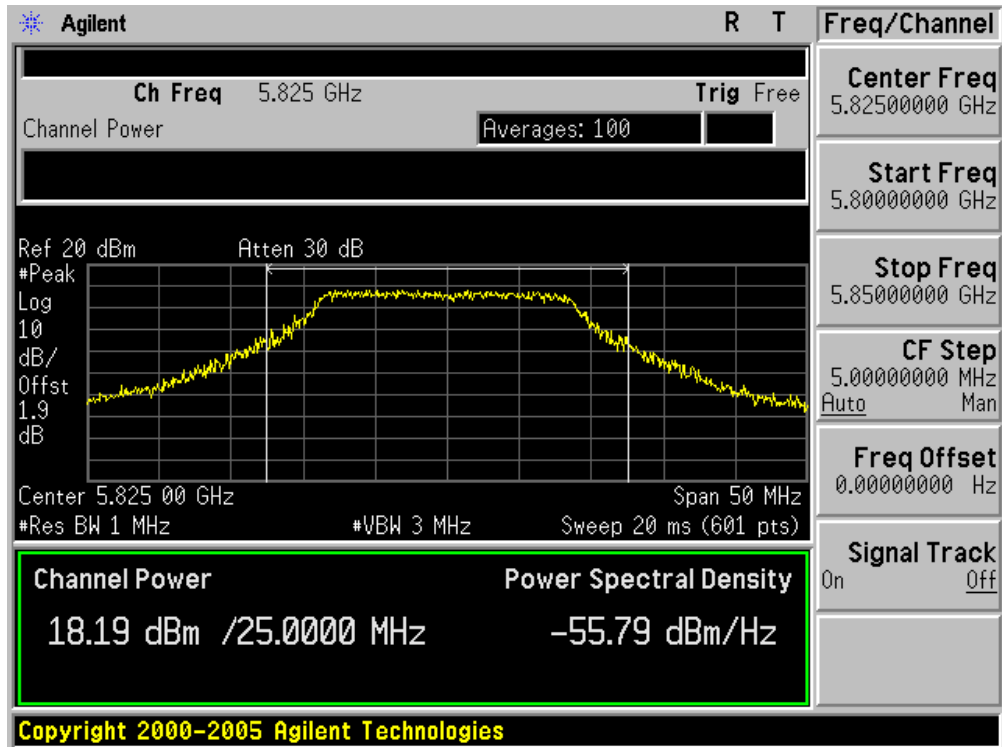 Agilent R T
Ch Freq 5.825 GHz Trig Free
Channel Power Averages: 100
Ref 20 dBm Atten 30 dB
#Peak
Log
10
dB/
Offst
1.9
dB
Center 5.825 00 GHz Span 50 MHz
#Res BW 1 MHz #VBW 3 MHz Sweep 20 ms (601 pts)
Channel Power Power Spectral Density
18.19 dBm /25.0000 MHz -55.79 dBm/Hz
Copyright 2000-2005 Agilent Technologies
Freq/Channel
Center Freq
5.82500000 GHz
Start Freq
5.80000000 GHz
Stop Freq
5.85000000 GHz
CF Step
5.00000000 MHz
Auto Man
Freq Offset
0.00000000 Hz
Signal Track
On Off